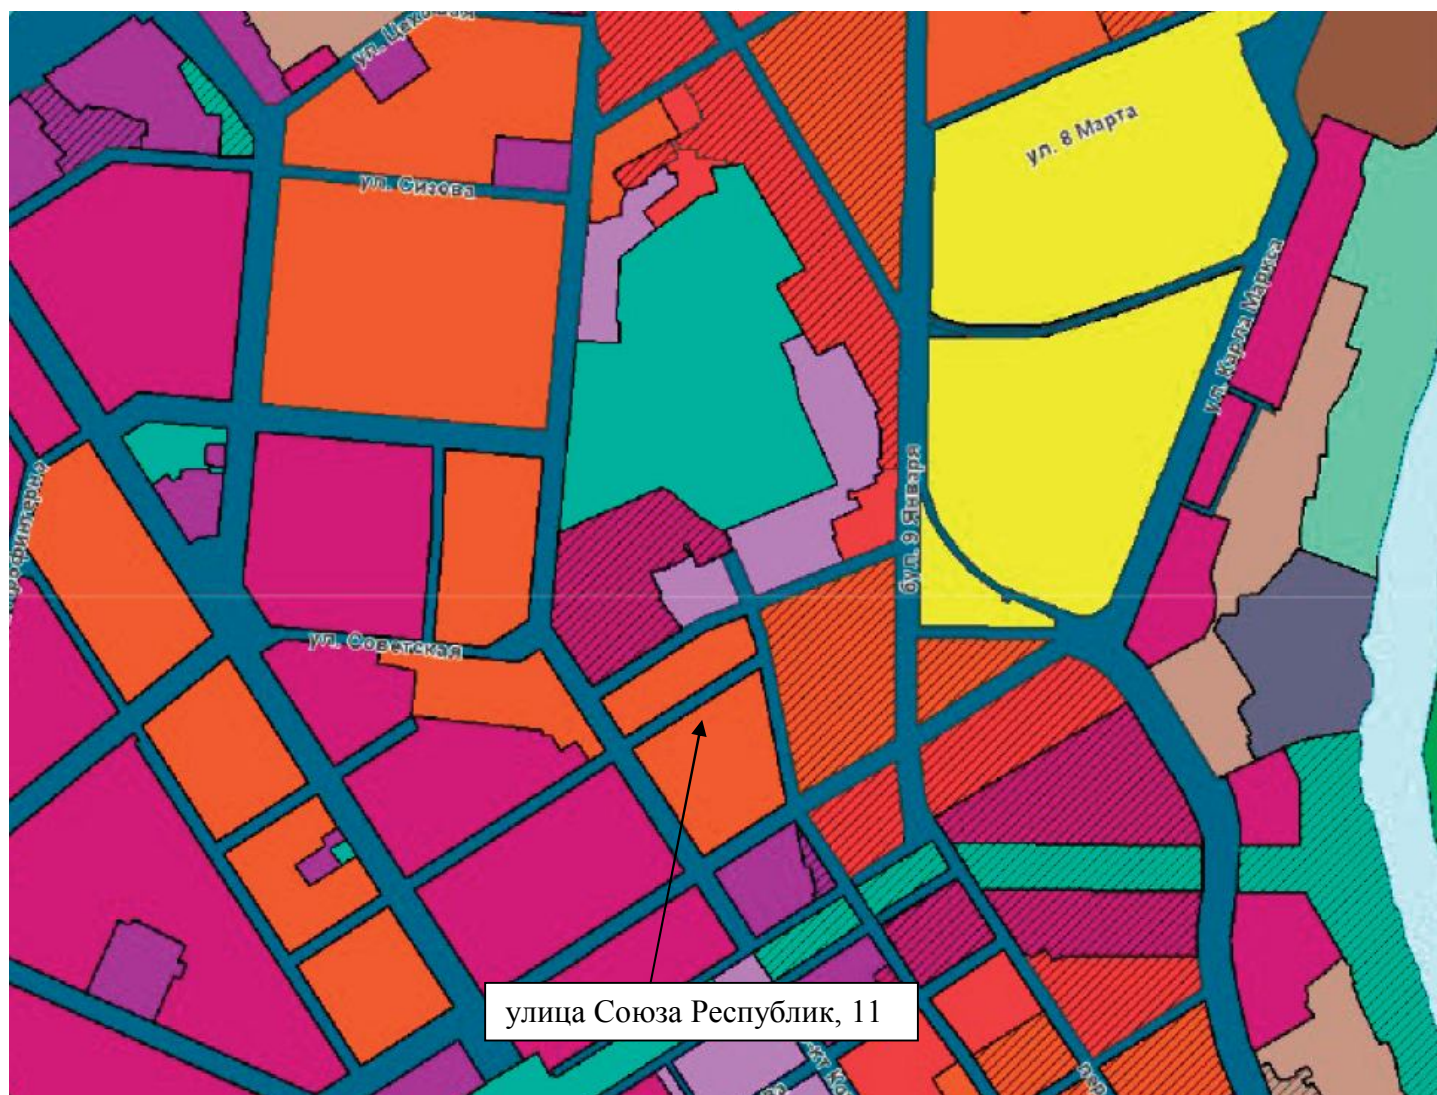 ул. Цеховая
ул. 8 Марта
ул. Сизова
ул. Карла Маркса
бул. 9 Января
ул. Советская
улица Союза Республик, 11